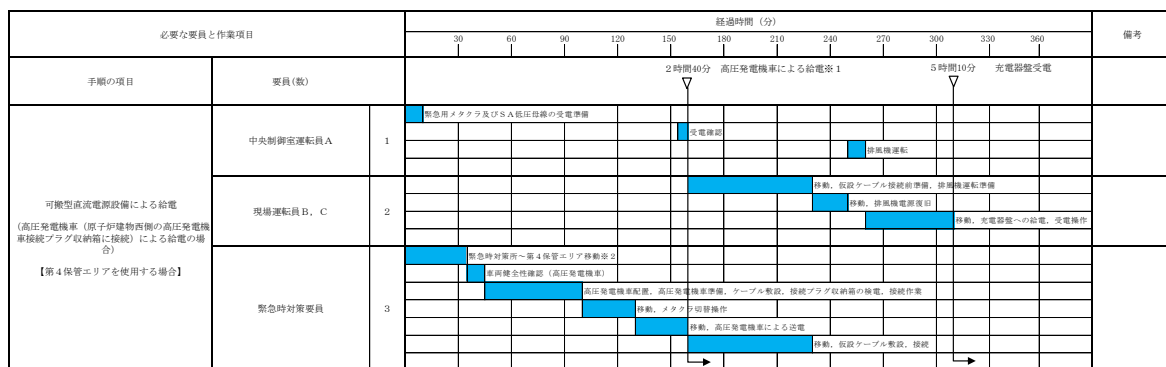 必要な要員と作業項目
経過時間（分）
備考
30 60 90 120 150 180 210 240 270 300 330 360
手順の項目
要員(数)
２時間40分　高圧発電機車による給電※１
５時間10分　充電器盤受電
可搬型直流電源設備による給電
(高圧発電機車（原子炉建物西側の高圧発電機
車接続プラグ収納箱に接続）による給電の場
合)
【第４保管エリアを使用する場合】
中央制御室運転員Ａ
1
緊急用メタクラ及びＳＡ低圧母線の受電準備
受電確認
排風機運転
現場運転員Ｂ，Ｃ
2
移動，仮設ケーブル接続前準備，排風機運転準備
移動，排風機電源復旧
移動，充電器盤への給電，受電操作
緊急時対策要員
3
緊急時対策所～第４保管エリア移動※２
車両健全性確認（高圧発電機車）
高圧発電機車配置，高圧発電機車準備，ケーブル敷設，接続プラグ収納箱の検電，接続作業
移動，メタクラ切替操作
移動，高圧発電機車による送電
移動，仮設ケーブル敷設，接続